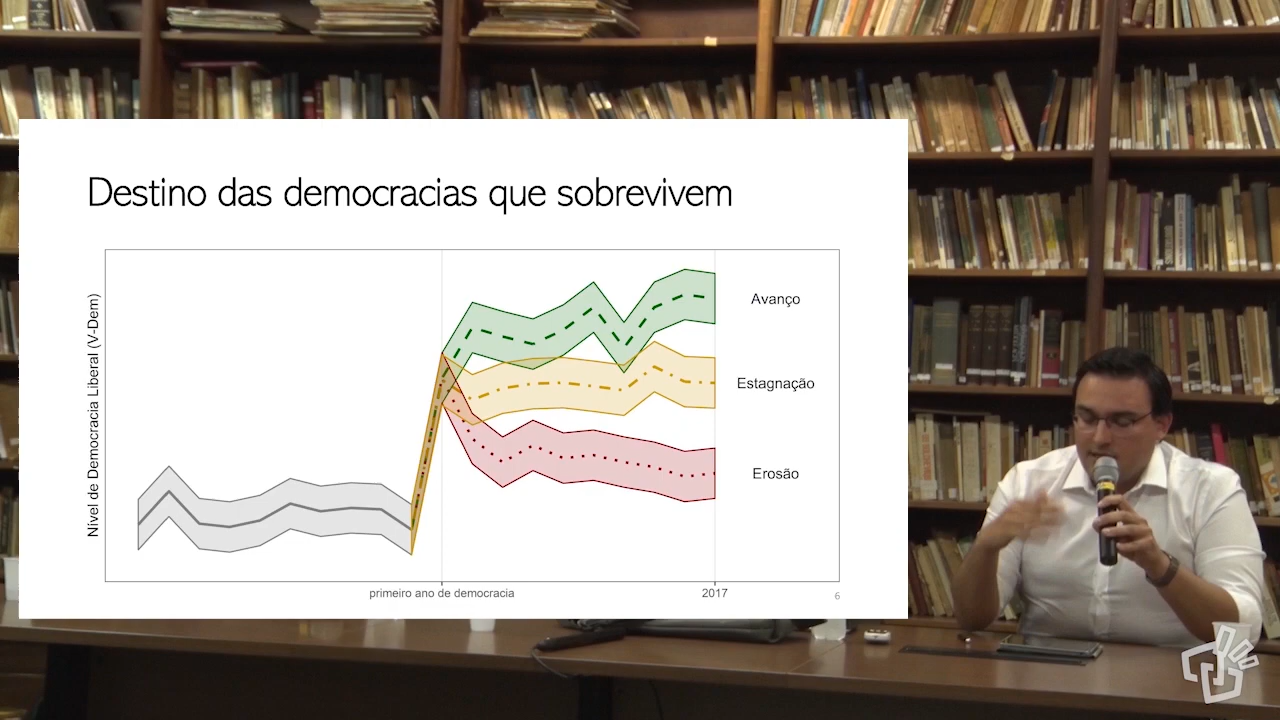 Destino das democracias que sobrevivem
Nível de Democracia Liberal (V-Dem)
Avanço
Estagnação
Erosão
primeiro ano de democracia
2017
6